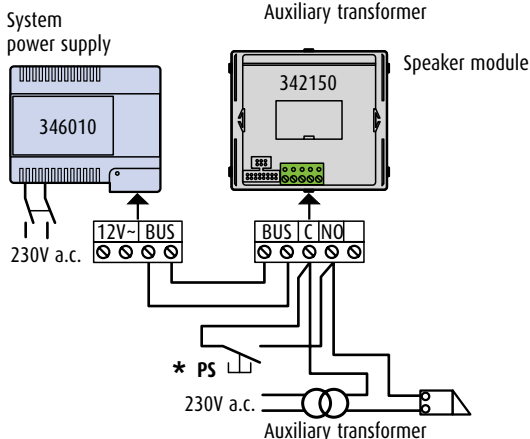 Auxiliary transformer
System
power supply
Speaker module
346010
342150
12V~ BUS
BUS C NO
230V a.c.
* PS
230V a.c.
Auxiliary transformer